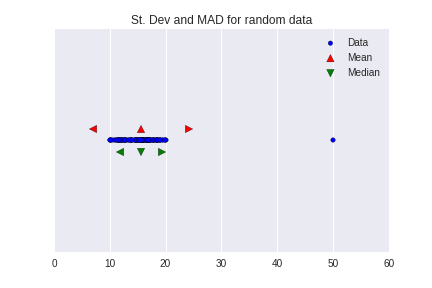 St. Dev and MAD for random data
Data
Mean
Median
0 10 20 30 40 50 60